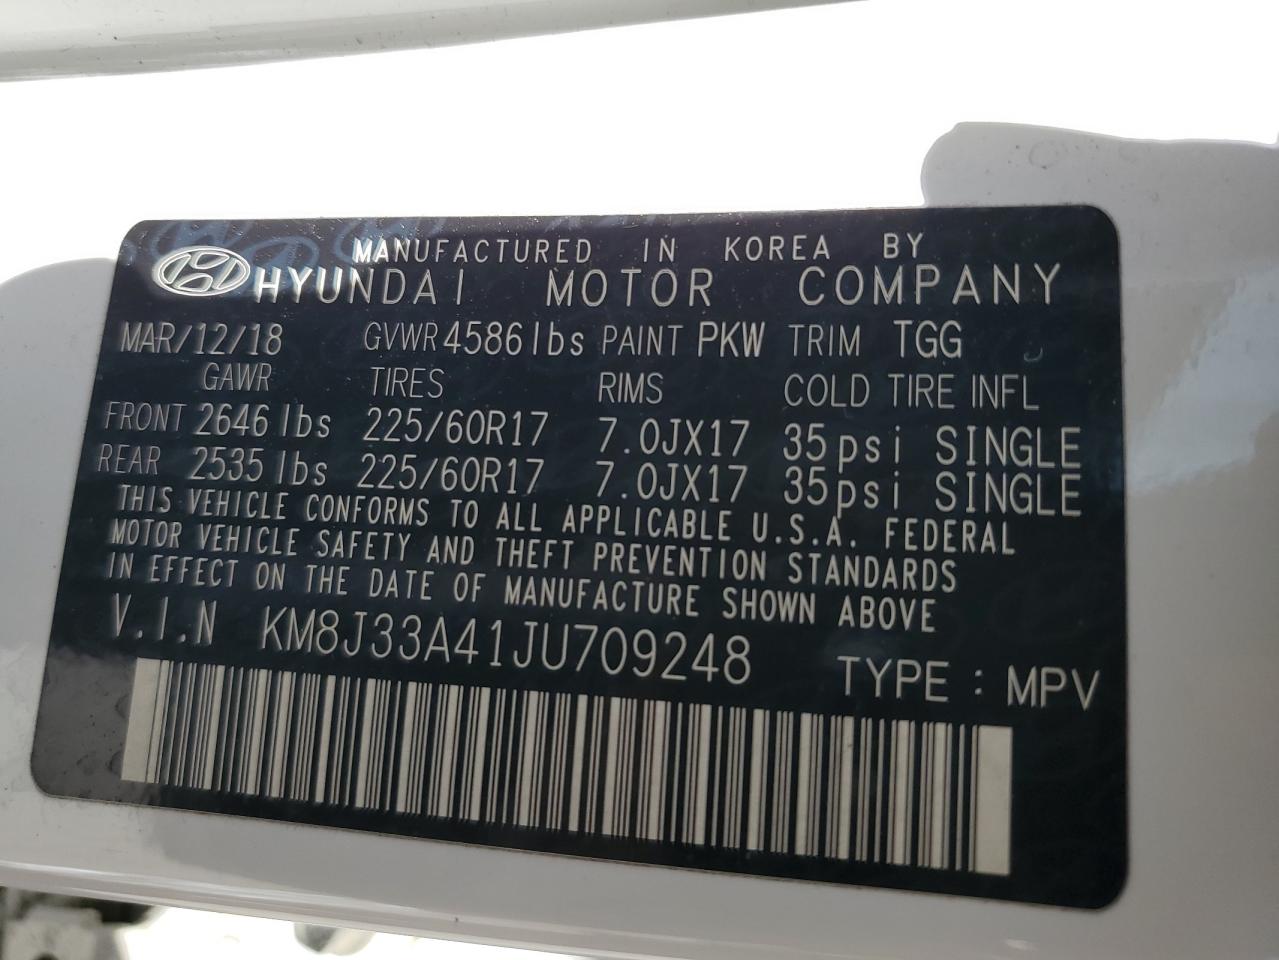 MANUFACTURED IN KOREA BY
HYUNDAI MOTOR COMPANY
MAR/12/18 GVWR 4586 lbs PAINT PKW TRIM TGG
GAWR TIRES RIMS COLD TIRE INFL
FRONT 2646 lbs 225/60R17 7.0JX17 35psi SINGLE
REAR 2535 lbs 225/60R17 7.0JX17 35psi SINGLE
THIS VEHICLE CONFORMS TO ALL APPLICABLE U.S.A. FEDERAL
MOTOR VEHICLE SAFETY AND THEFT PREVENTION STANDARDS
IN EFFECT ON THE DATE OF MANUFACTURE SHOWN ABOVE
V.I.N KM8J33A41JU709248 TYPE : MPV